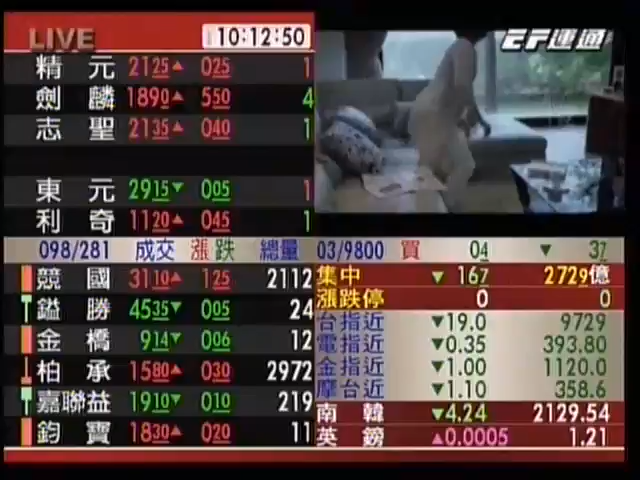 LIVE 10:12:50
精元 2125▲ 025 1
劍麟 1890▲ 550 4
志聖 2135▲ 040 1
東元 2915▼ 005 1
利奇 1120▲ 045 1
EF運通
098/281 成交 漲跌 總量
競國 3110▲ 125 2112
鎰勝 4535▼ 005 24
金橋 914▼ 006 12
柏承 1580▲ 030 2972
嘉聯益 1910▼ 010 219
鈞寶 1830▲ 020 11
03/9800 買 04 ▼ 37
集中 ▼ 167 2729億
漲跌停 0 0
台指近 ▼19.0 9729
電指近 ▼0.35 393.80
金指近 ▼1.00 1120.0
摩台近 ▼1.10 358.6
南韓 ▼4.24 2129.54
英鎊 ▲0.0005 1.21